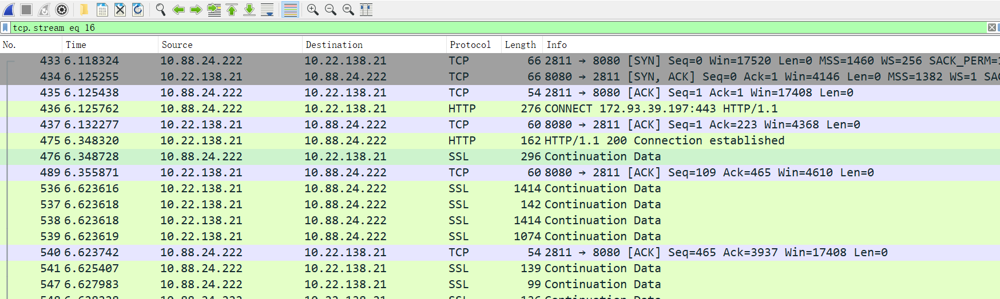 tcp.stream eq 16
No. Time Source Destination Protocol Length Info
433 6.118324 10.88.24.222 10.22.138.21 TCP 66 2811 → 8080 [SYN] Seq=0 Win=17520 Len=0 MSS=1460 WS=256 SACK_PERM=1
434 6.125255 10.22.138.21 10.88.24.222 TCP 66 8080 → 2811 [SYN, ACK] Seq=0 Ack=1 Win=4146 Len=0 MSS=1382 WS=1 SAC
435 6.125438 10.88.24.222 10.22.138.21 TCP 54 2811 → 8080 [ACK] Seq=1 Ack=1 Win=17408 Len=0
436 6.125762 10.88.24.222 10.22.138.21 HTTP 276 CONNECT 172.93.39.197:443 HTTP/1.1
437 6.132277 10.22.138.21 10.88.24.222 TCP 60 8080 → 2811 [ACK] Seq=1 Ack=223 Win=4368 Len=0
475 6.348320 10.22.138.21 10.88.24.222 HTTP 162 HTTP/1.1 200 Connection established
476 6.348728 10.88.24.222 10.22.138.21 SSL 296 Continuation Data
489 6.355871 10.22.138.21 10.88.24.222 TCP 60 8080 → 2811 [ACK] Seq=109 Ack=465 Win=4610 Len=0
536 6.623616 10.22.138.21 10.88.24.222 SSL 1414 Continuation Data
537 6.623618 10.22.138.21 10.88.24.222 SSL 142 Continuation Data
538 6.623618 10.22.138.21 10.88.24.222 SSL 1414 Continuation Data
539 6.623619 10.22.138.21 10.88.24.222 SSL 1074 Continuation Data
540 6.623742 10.88.24.222 10.22.138.21 TCP 54 2811 → 8080 [ACK] Seq=465 Ack=3937 Win=17408 Len=0
541 6.625407 10.88.24.222 10.22.138.21 SSL 139 Continuation Data
547 6.627983 10.88.24.222 10.22.138.21 SSL 99 Continuation Data